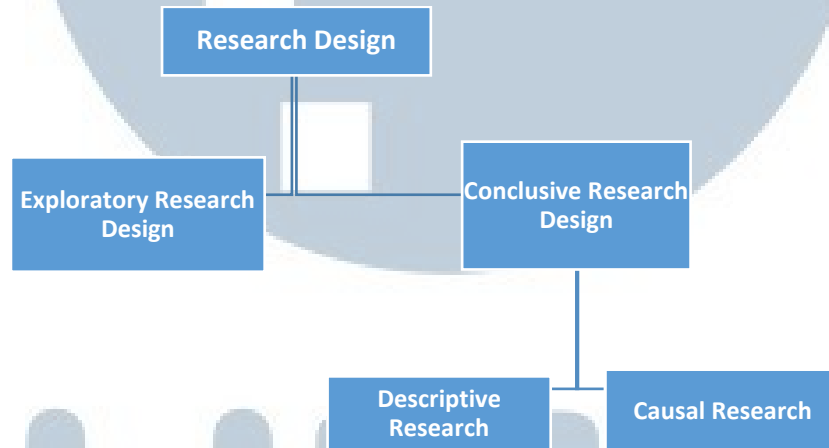 Research Design
Exploratory Research
Design
Conclusive Research
Design
Descriptive
Research
Causal Research